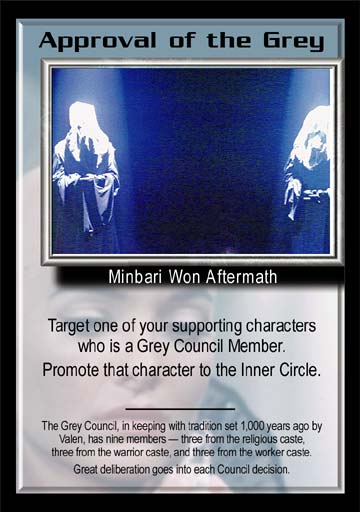 Approval of the Grey
Minbari Won Aftermath
Target one of your supporting characters
who is a Grey Council Member.
Promote that character to the Inner Circle.
The Grey Council, in keeping with tradition set 1,000 years ago by
Valen, has nine members — three from the religious caste,
three from the warrior caste, and three from the worker caste.
Great deliberation goes into each Council decision.